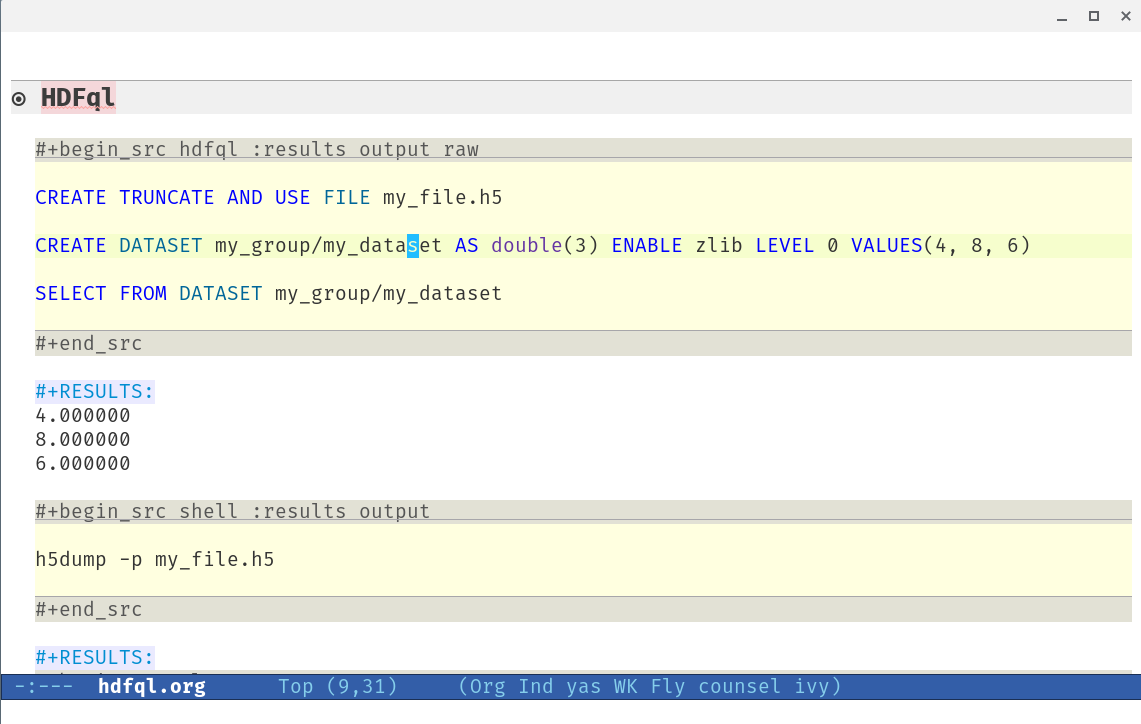 HDFql
#+begin_src hdfql :results output raw
CREATE TRUNCATE AND USE FILE my_file.h5
CREATE DATASET my_group/my_dataset AS double(3) ENABLE zlib LEVEL 0 VALUES(4, 8, 6)
SELECT FROM DATASET my_group/my_dataset
#+end_src
#+RESULTS:
4.000000
8.000000
6.000000
#+begin_src shell :results output
h5dump -p my_file.h5
#+end_src
#+RESULTS:
-:--- hdfql.org Top (9,31) (Org Ind yas WK Fly counsel ivy)